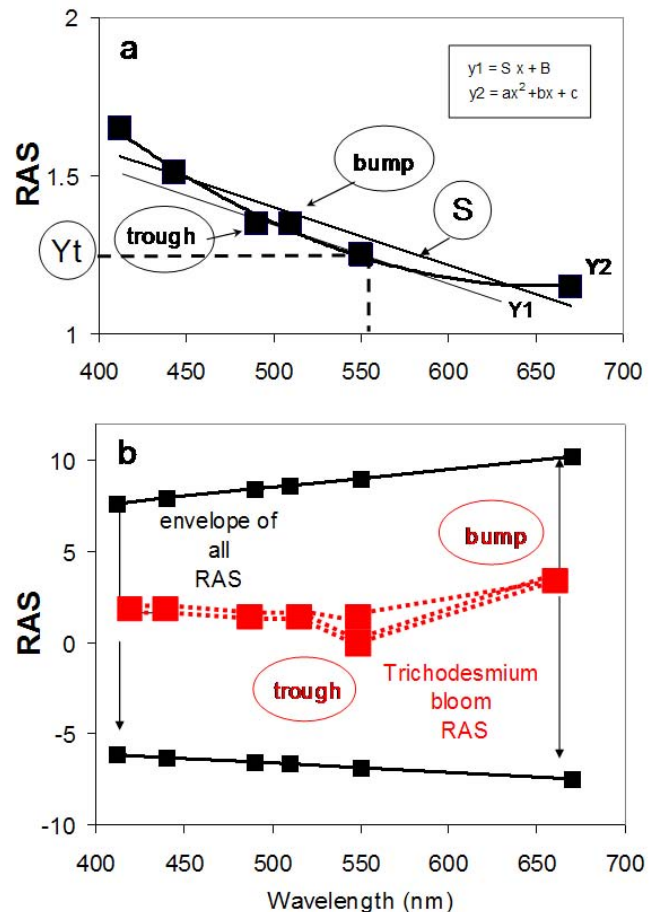 2
a
y1 = S x + B
y2 = ax² +bx + c
bump
1.5
RAS
S
trough
Yt
Y2
Y1
1
400 450 500 550 600 650 700
b
10
envelope of
all
RAS
bump
5
RAS
0
trough
Trichodesmium
bloom
RAS
-5
-10
400 450 500 550 600 650 700
Wavelength (nm)